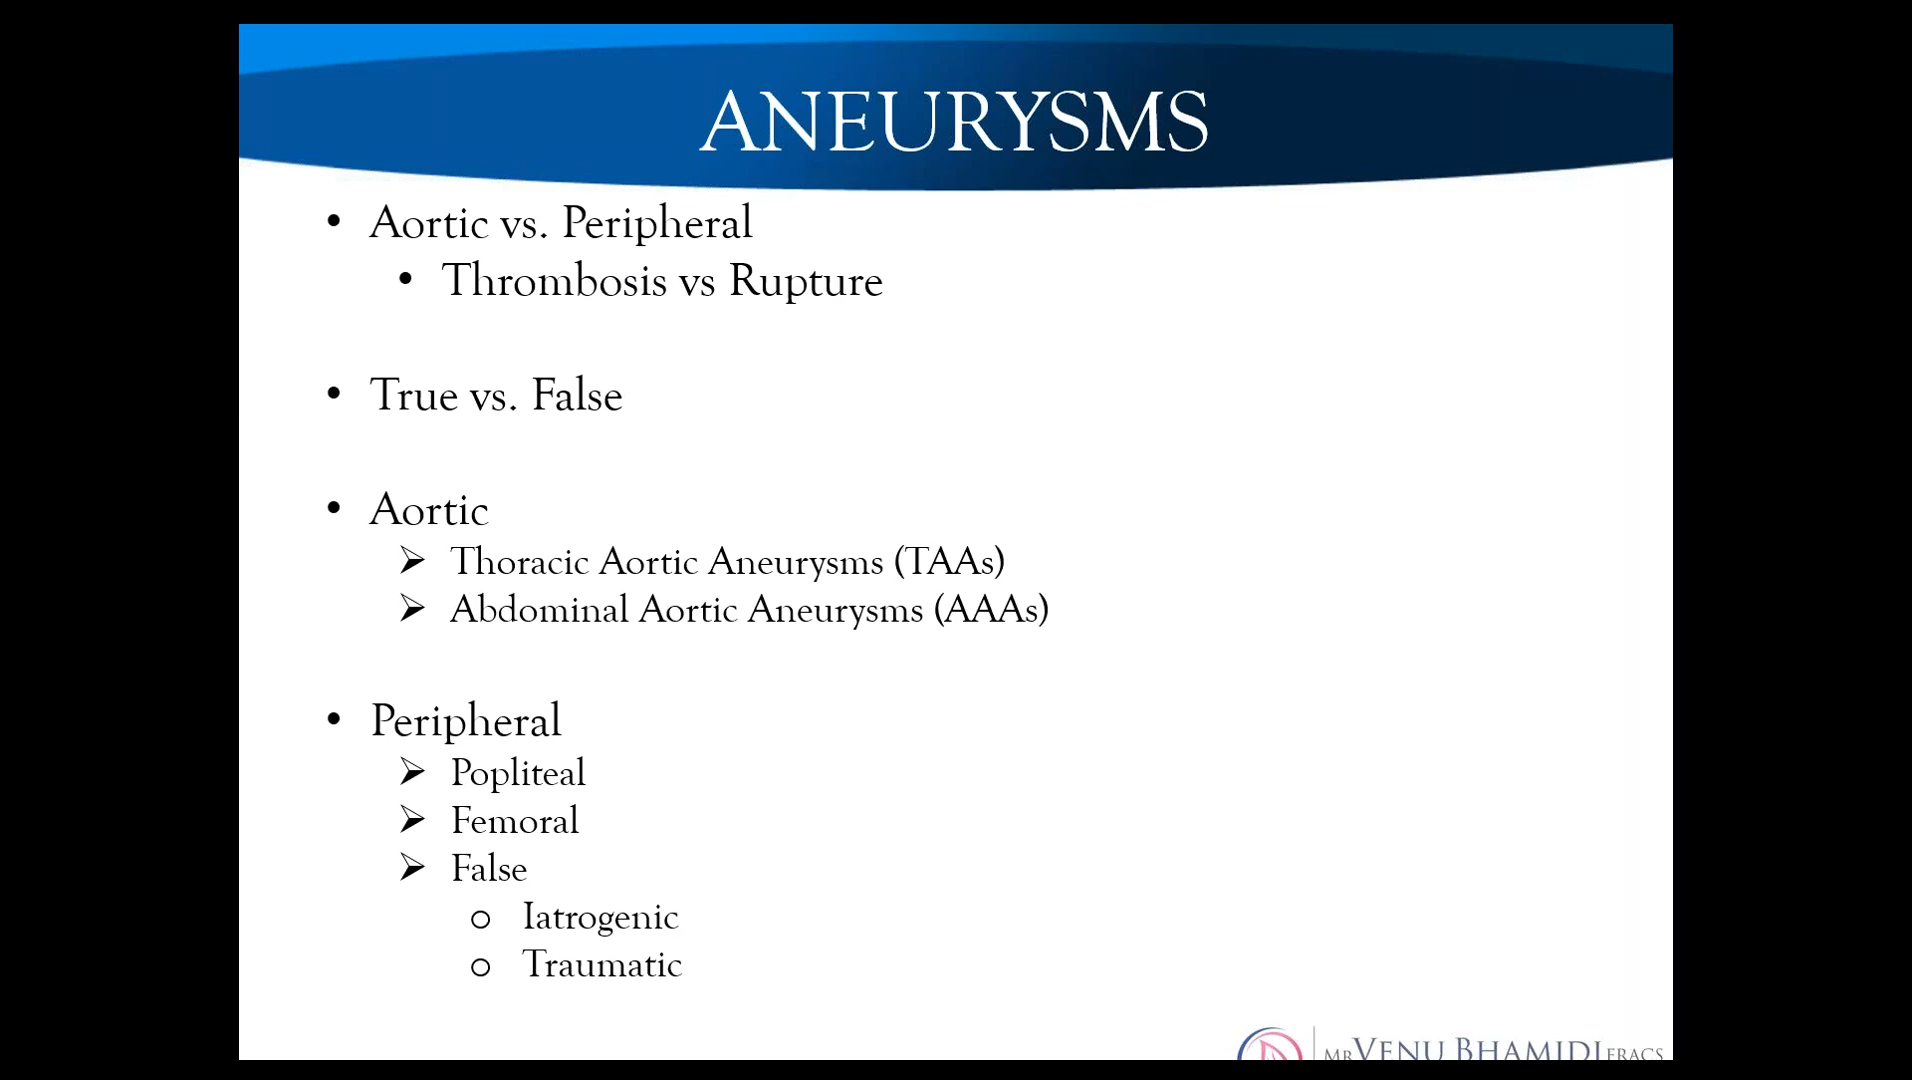 ANEURYSMS
• Aortic vs. Peripheral
• Thrombosis vs Rupture
• True vs. False
• Aortic
➢ Thoracic Aortic Aneurysms (TAAs)
➢ Abdominal Aortic Aneurysms (AAAs)
• Peripheral
➢ Popliteal
➢ Femoral
➢ False
o Iatrogenic
o Traumatic
MR VENU BHAMIDI FRACS